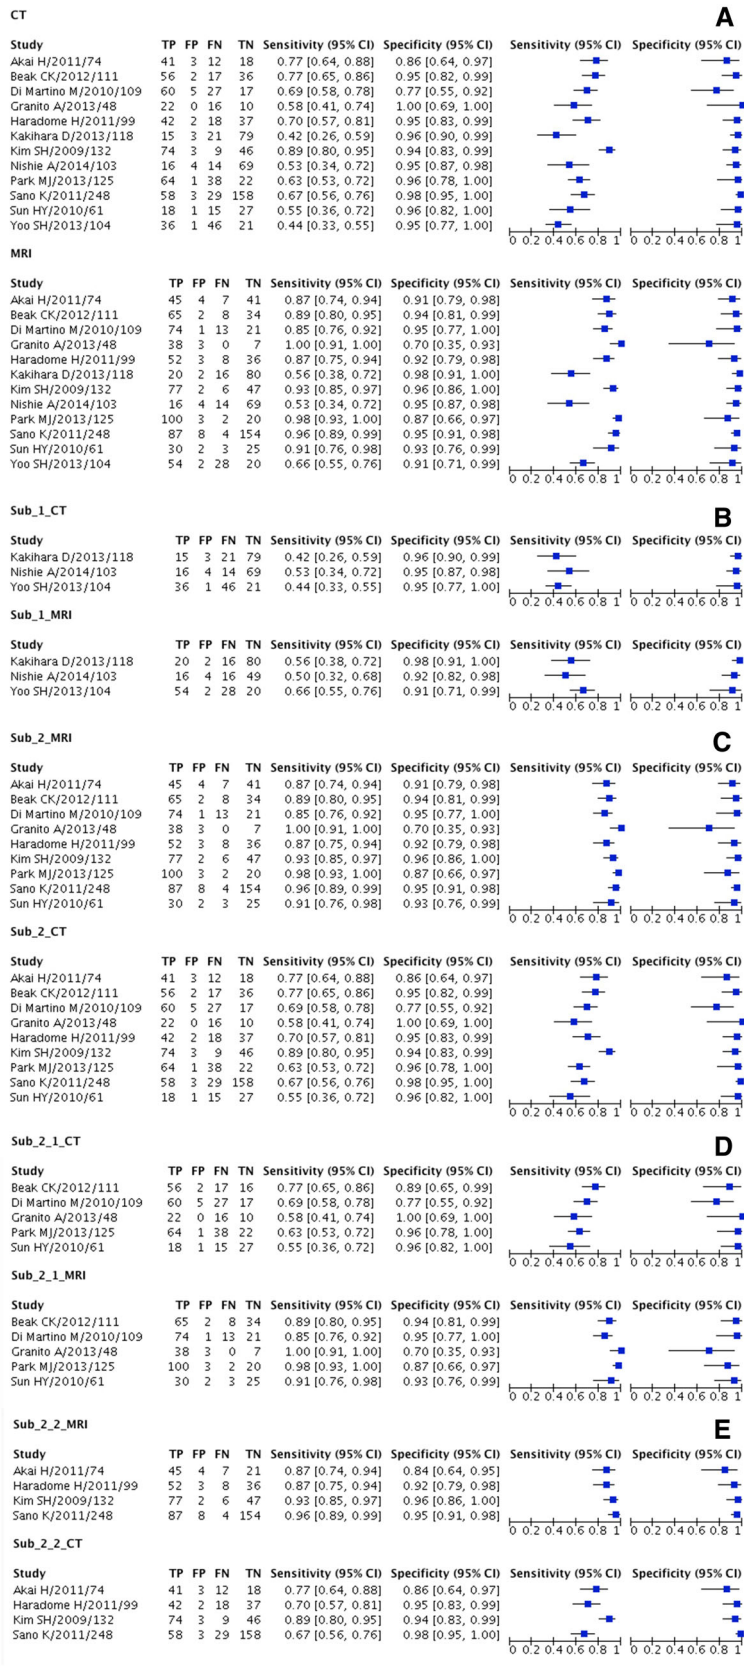 CT A
Study TP FP FN TN Sensitivity (95% CI) Specificity (95% CI) Sensitivity (95% CI) Specificity (95% CI)
Akai H/2011/74 41 3 12 18 0.77 [0.64, 0.88] 0.86 [0.64, 0.97]
Beak CK/2012/111 56 2 17 36 0.77 [0.65, 0.86] 0.95 [0.82, 0.99]
Di Martino M/2010/109 60 5 27 17 0.69 [0.58, 0.78] 0.77 [0.55, 0.92]
Granito A/2013/48 22 0 16 10 0.58 [0.41, 0.74] 1.00 [0.69, 1.00]
Haradome H/2011/99 42 2 18 37 0.70 [0.57, 0.81] 0.95 [0.83, 0.99]
Kakihara D/2013/118 15 3 21 79 0.42 [0.26, 0.59] 0.96 [0.90, 0.99]
Kim SH/2009/132 74 3 9 46 0.89 [0.80, 0.95] 0.94 [0.83, 0.99]
Nishie A/2014/103 16 4 14 69 0.53 [0.34, 0.72] 0.95 [0.87, 0.98]
Park MJ/2013/125 64 1 38 22 0.63 [0.53, 0.72] 0.96 [0.78, 1.00]
Sano K/2011/248 58 3 29 158 0.67 [0.56, 0.76] 0.98 [0.95, 1.00]
Sun HY/2010/61 18 1 15 27 0.55 [0.36, 0.72] 0.96 [0.82, 1.00]
Yoo SH/2013/104 36 1 46 21 0.44 [0.33, 0.55] 0.95 [0.77, 1.00]
0 0.2 0.4 0.6 0.8 1 0 0.2 0.4 0.6 0.8 1
MRI
Study TP FP FN TN Sensitivity (95% CI) Specificity (95% CI) Sensitivity (95% CI) Specificity (95% CI)
Akai H/2011/74 45 4 7 41 0.87 [0.74, 0.94] 0.91 [0.79, 0.98]
Beak CK/2012/111 65 2 8 34 0.89 [0.80, 0.95] 0.94 [0.81, 0.99]
Di Martino M/2010/109 74 1 13 21 0.85 [0.76, 0.92] 0.95 [0.77, 1.00]
Granito A/2013/48 38 3 0 7 1.00 [0.91, 1.00] 0.70 [0.35, 0.93]
Haradome H/2011/99 52 3 8 36 0.87 [0.75, 0.94] 0.92 [0.79, 0.98]
Kakihara D/2013/118 20 2 16 80 0.56 [0.38, 0.72] 0.98 [0.91, 1.00]
Kim SH/2009/132 77 2 6 47 0.93 [0.85, 0.97] 0.96 [0.86, 1.00]
Nishie A/2014/103 16 4 14 69 0.53 [0.34, 0.72] 0.95 [0.87, 0.98]
Park MJ/2013/125 100 3 2 20 0.98 [0.93, 1.00] 0.87 [0.66, 0.97]
Sano K/2011/248 87 8 4 154 0.96 [0.89, 0.99] 0.95 [0.91, 0.98]
Sun HY/2010/61 30 2 3 25 0.91 [0.76, 0.98] 0.93 [0.76, 0.99]
Yoo SH/2013/104 54 2 28 20 0.66 [0.55, 0.76] 0.91 [0.71, 0.99]
0 0.2 0.4 0.6 0.8 1 0 0.2 0.4 0.6 0.8 1
Sub_1_CT B
Study TP FP FN TN Sensitivity (95% CI) Specificity (95% CI) Sensitivity (95% CI) Specificity (95% CI)
Kakihara D/2013/118 15 3 21 79 0.42 [0.26, 0.59] 0.96 [0.90, 0.99]
Nishie A/2014/103 16 4 14 69 0.53 [0.34, 0.72] 0.95 [0.87, 0.98]
Yoo SH/2013/104 36 1 46 21 0.44 [0.33, 0.55] 0.95 [0.77, 1.00]
0 0.2 0.4 0.6 0.8 1 0 0.2 0.4 0.6 0.8 1
Sub_1_MRI
Study TP FP FN TN Sensitivity (95% CI) Specificity (95% CI) Sensitivity (95% CI) Specificity (95% CI)
Kakihara D/2013/118 20 2 16 80 0.56 [0.38, 0.72] 0.98 [0.91, 1.00]
Nishie A/2014/103 16 4 16 49 0.50 [0.32, 0.68] 0.92 [0.82, 0.98]
Yoo SH/2013/104 54 2 28 20 0.66 [0.55, 0.76] 0.91 [0.71, 0.99]
0 0.2 0.4 0.6 0.8 1 0 0.2 0.4 0.6 0.8 1
Sub_2_MRI C
Study TP FP FN TN Sensitivity (95% CI) Specificity (95% CI) Sensitivity (95% CI) Specificity (95% CI)
Akai H/2011/74 45 4 7 41 0.87 [0.74, 0.94] 0.91 [0.79, 0.98]
Beak CK/2012/111 65 2 8 34 0.89 [0.80, 0.95] 0.94 [0.81, 0.99]
Di Martino M/2010/109 74 1 13 21 0.85 [0.76, 0.92] 0.95 [0.77, 1.00]
Granito A/2013/48 38 3 0 7 1.00 [0.91, 1.00] 0.70 [0.35, 0.93]
Haradome H/2011/99 52 3 8 36 0.87 [0.75, 0.94] 0.92 [0.79, 0.98]
Kim SH/2009/132 77 2 6 47 0.93 [0.85, 0.97] 0.96 [0.86, 1.00]
Park MJ/2013/125 100 3 2 20 0.98 [0.93, 1.00] 0.87 [0.66, 0.97]
Sano K/2011/248 87 8 4 154 0.96 [0.89, 0.99] 0.95 [0.91, 0.98]
Sun HY/2010/61 30 2 3 25 0.91 [0.76, 0.98] 0.93 [0.76, 0.99]
0 0.2 0.4 0.6 0.8 1 0 0.2 0.4 0.6 0.8 1
Sub_2_CT
Study TP FP FN TN Sensitivity (95% CI) Specificity (95% CI) Sensitivity (95% CI) Specificity (95% CI)
Akai H/2011/74 41 3 12 18 0.77 [0.64, 0.88] 0.86 [0.64, 0.97]
Beak CK/2012/111 56 2 17 36 0.77 [0.65, 0.86] 0.95 [0.82, 0.99]
Di Martino M/2010/109 60 5 27 17 0.69 [0.58, 0.78] 0.77 [0.55, 0.92]
Granito A/2013/48 22 0 16 10 0.58 [0.41, 0.74] 1.00 [0.69, 1.00]
Haradome H/2011/99 42 2 18 37 0.70 [0.57, 0.81] 0.95 [0.83, 0.99]
Kim SH/2009/132 74 3 9 46 0.89 [0.80, 0.95] 0.94 [0.83, 0.99]
Park MJ/2013/125 64 1 38 22 0.63 [0.53, 0.72] 0.96 [0.78, 1.00]
Sano K/2011/248 58 3 29 158 0.67 [0.56, 0.76] 0.98 [0.95, 1.00]
Sun HY/2010/61 18 1 15 27 0.55 [0.36, 0.72] 0.96 [0.82, 1.00]
0 0.2 0.4 0.6 0.8 1 0 0.2 0.4 0.6 0.8 1
Sub_2_1_CT D
Study TP FP FN TN Sensitivity (95% CI) Specificity (95% CI) Sensitivity (95% CI) Specificity (95% CI)
Beak CK/2012/111 56 2 17 16 0.77 [0.65, 0.86] 0.89 [0.65, 0.99]
Di Martino M/2010/109 60 5 27 17 0.69 [0.58, 0.78] 0.77 [0.55, 0.92]
Granito A/2013/48 22 0 16 10 0.58 [0.41, 0.74] 1.00 [0.69, 1.00]
Park MJ/2013/125 64 1 38 22 0.63 [0.53, 0.72] 0.96 [0.78, 1.00]
Sun HY/2010/61 18 1 15 27 0.55 [0.36, 0.72] 0.96 [0.82, 1.00]
0 0.2 0.4 0.6 0.8 1 0 0.2 0.4 0.6 0.8 1
Sub_2_1_MRI
Study TP FP FN TN Sensitivity (95% CI) Specificity (95% CI) Sensitivity (95% CI) Specificity (95% CI)
Beak CK/2012/111 65 2 8 34 0.89 [0.80, 0.95] 0.94 [0.81, 0.99]
Di Martino M/2010/109 74 1 13 21 0.85 [0.76, 0.92] 0.95 [0.77, 1.00]
Granito A/2013/48 38 3 0 7 1.00 [0.91, 1.00] 0.70 [0.35, 0.93]
Park MJ/2013/125 100 3 2 20 0.98 [0.93, 1.00] 0.87 [0.66, 0.97]
Sun HY/2010/61 30 2 3 25 0.91 [0.76, 0.98] 0.93 [0.76, 0.99]
0 0.2 0.4 0.6 0.8 1 0 0.2 0.4 0.6 0.8 1
Sub_2_2_MRI E
Study TP FP FN TN Sensitivity (95% CI) Specificity (95% CI) Sensitivity (95% CI) Specificity (95% CI)
Akai H/2011/74 45 4 7 21 0.87 [0.74, 0.94] 0.84 [0.64, 0.95]
Haradome H/2011/99 52 3 8 36 0.87 [0.75, 0.94] 0.92 [0.79, 0.98]
Kim SH/2009/132 77 2 6 47 0.93 [0.85, 0.97] 0.96 [0.86, 1.00]
Sano K/2011/248 87 8 4 154 0.96 [0.89, 0.99] 0.95 [0.91, 0.98]
0 0.2 0.4 0.6 0.8 1 0 0.2 0.4 0.6 0.8 1
Sub_2_2_CT
Study TP FP FN TN Sensitivity (95% CI) Specificity (95% CI) Sensitivity (95% CI) Specificity (95% CI)
Akai H/2011/74 41 3 12 18 0.77 [0.64, 0.88] 0.86 [0.64, 0.97]
Haradome H/2011/99 42 2 18 37 0.70 [0.57, 0.81] 0.95 [0.83, 0.99]
Kim SH/2009/132 74 3 9 46 0.89 [0.80, 0.95] 0.94 [0.83, 0.99]
Sano K/2011/248 58 3 29 158 0.67 [0.56, 0.76] 0.98 [0.95, 1.00]
0 0.2 0.4 0.6 0.8 1 0 0.2 0.4 0.6 0.8 1